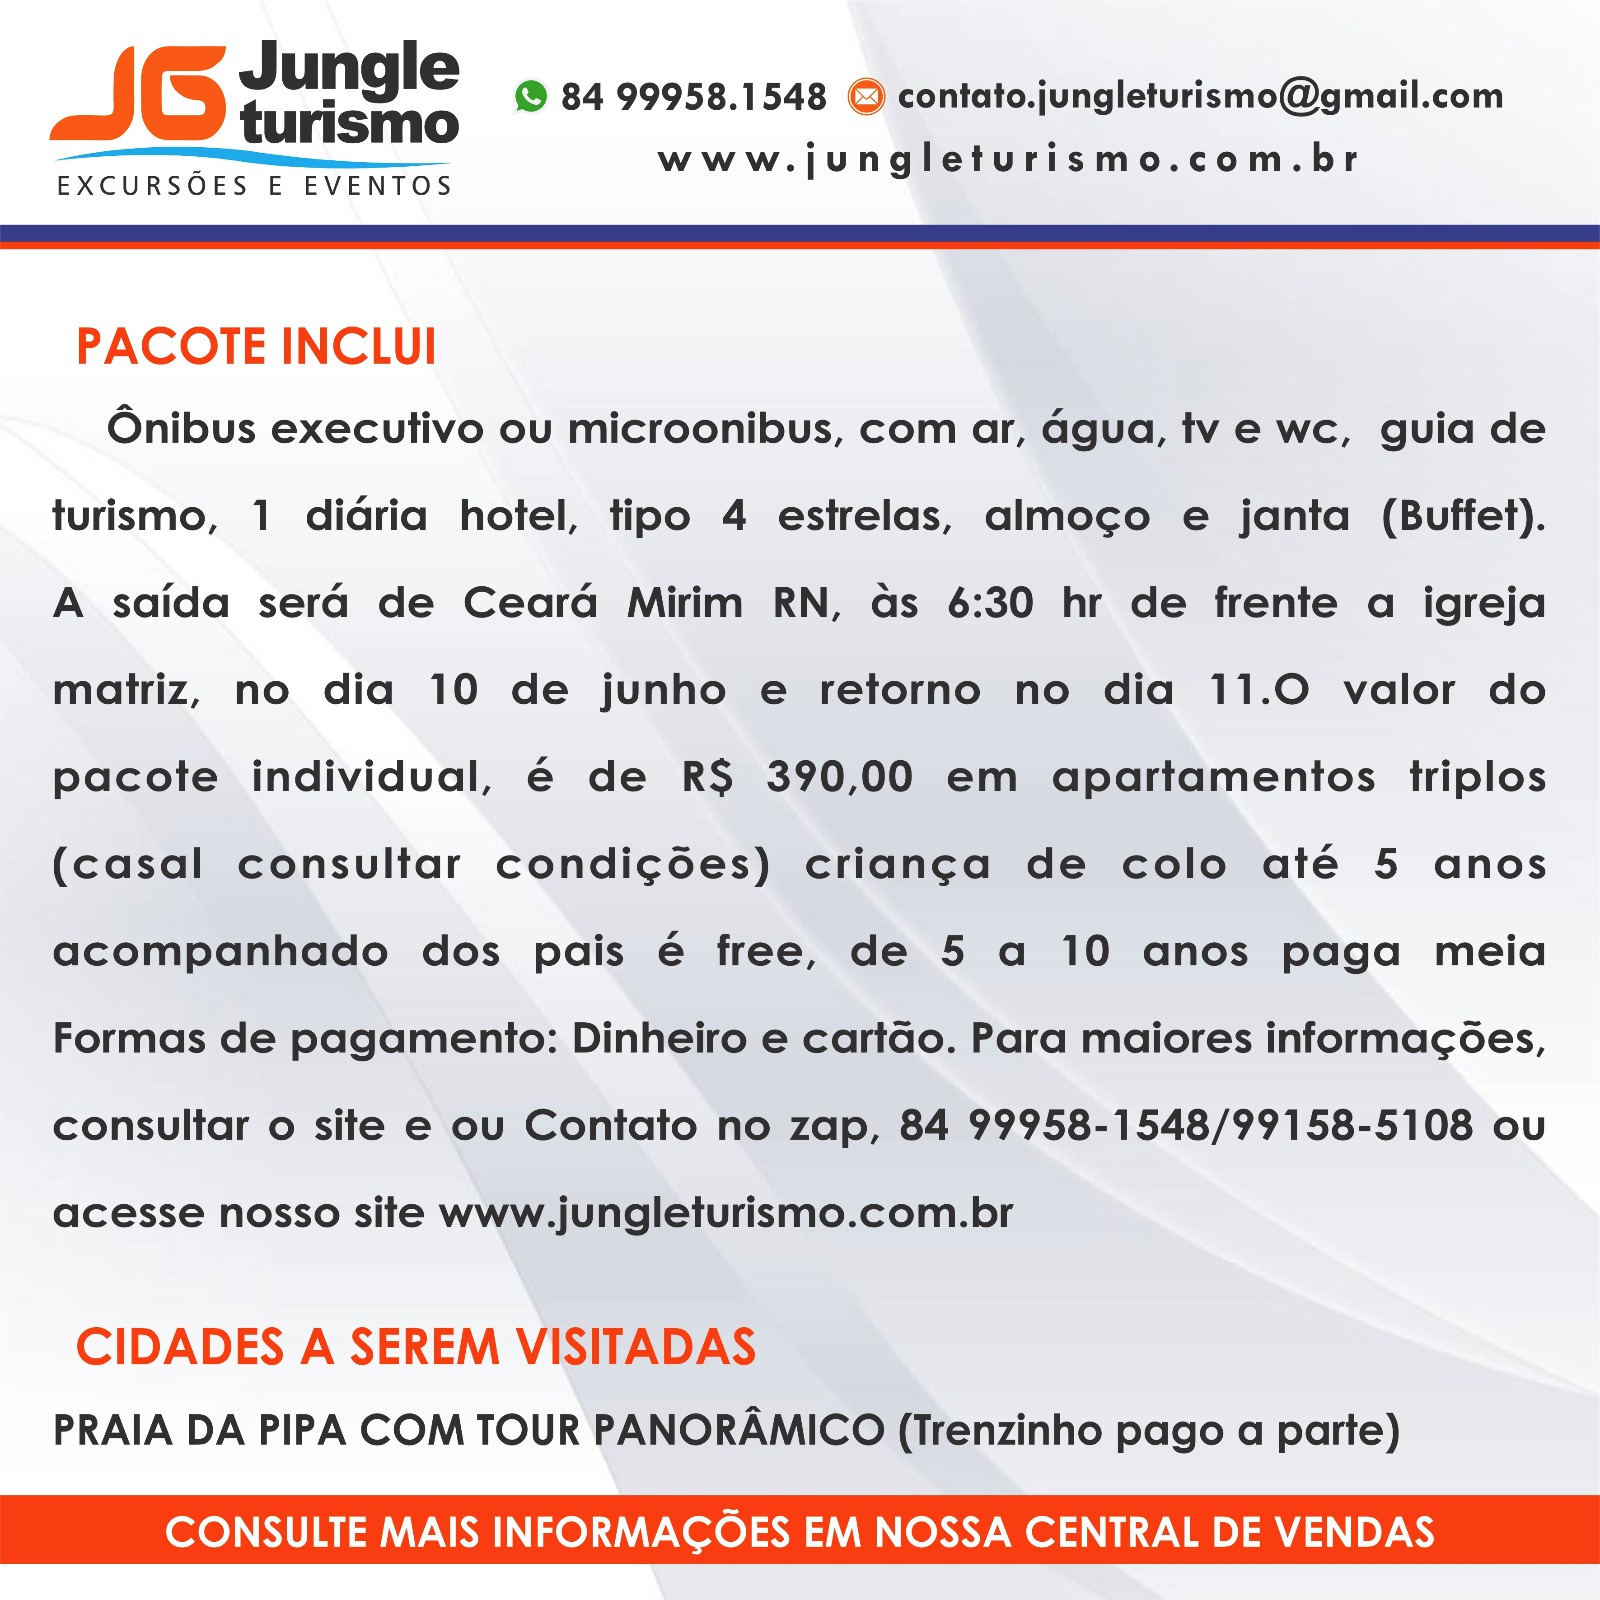 JG Jungle
turismo
EXCURSÕES E EVENTOS
84 99958.1548 contato.jungleturismo@gmail.com
www.jungleturismo.com.br
PACOTE INCLUI
Ônibus executivo ou microonibus, com ar, água, tv e wc, guia de
turismo, 1 diária hotel, tipo 4 estrelas, almoço e janta (Buffet).
A saída será de Ceará Mirim RN, às 6:30 hr de frente a igreja
matriz, no dia 10 de junho e retorno no dia 11.O valor do
pacote individual, é de R$ 390,00 em apartamentos triplos
(casal consultar condições) criança de colo até 5 anos
acompanhado dos pais é free, de 5 a 10 anos paga meia
Formas de pagamento: Dinheiro e cartão. Para maiores informações,
consultar o site e ou Contato no zap, 84 99958-1548/99158-5108 ou
acesse nosso site www.jungleturismo.com.br
CIDADES A SEREM VISITADAS
PRAIA DA PIPA COM TOUR PANORÂMICO (Trenzinho pago a parte)
CONSULTE MAIS INFORMAÇÕES EM NOSSA CENTRAL DE VENDAS